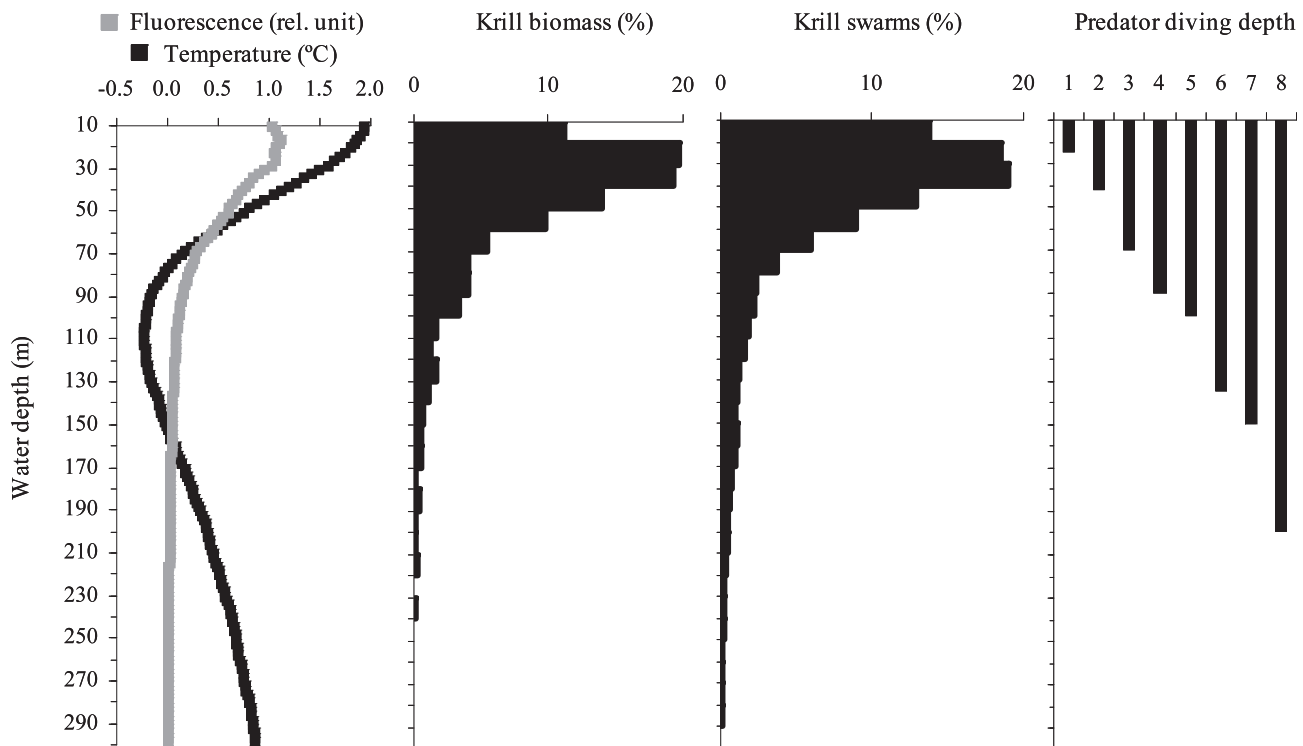 Fluorescence (rel. unit)
Temperature (ºC)
-0.5 0.0 0.5 1.0 1.5 2.0
Krill biomass (%)
0 10 20
Krill swarms (%)
0 10 20
Predator diving depth
1 2 3 4 5 6 7 8
Water depth (m)
10
30
50
70
90
110
130
150
170
190
210
230
250
270
290